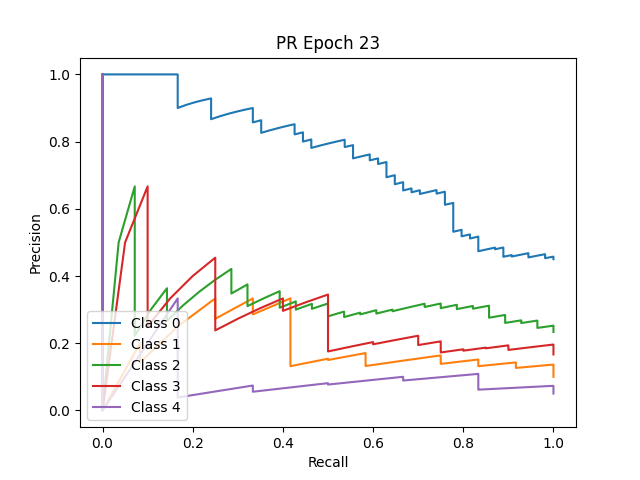 PR Epoch 23
Precision
1.0
0.8
0.6
0.4
0.2
0.0
Class 0
Class 1
Class 2
Class 3
Class 4
0.0 0.2 0.4 0.6 0.8 1.0
Recall